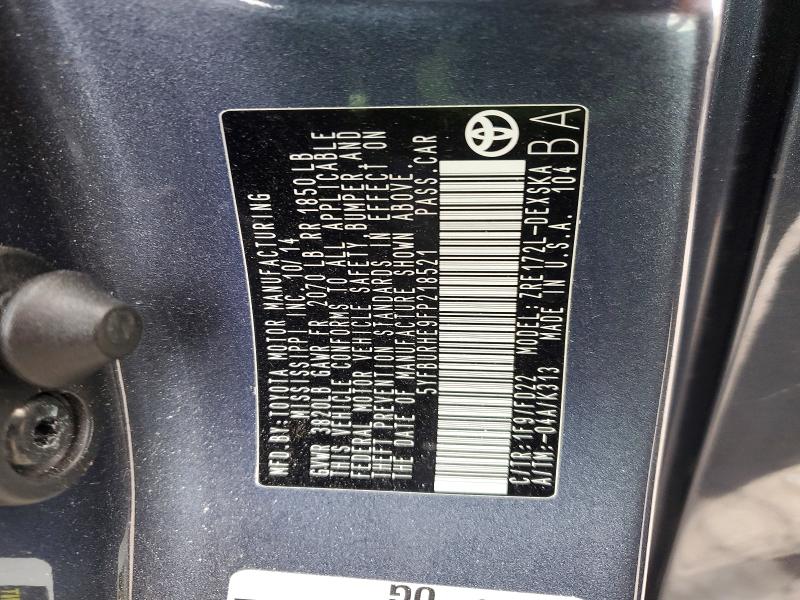 MFD.BY:TOYOTA MOTOR MANUFACTURING
MISSISSIPPI INC. 10/14
GVWR 3820LB GAWR FR 2070 LB RR 1850 LB
THIS VEHICLE CONFORMS TO ALL APPLICABLE
FEDERAL MOTOR VEHICLE SAFETY BUMPER,AND
THEFT PREVENTION STANDARDS IN EFFECT ON
THE DATE OF MANUFACTURE SHOWN ABOVE.
5YFBURHE9FP218521 PASS.CAR
C/TR:1F9/FD22 MODEL:ZRE172L-DEXSKA
A/TM:-04A/K313 MADE IN U.S.A. 104
BA